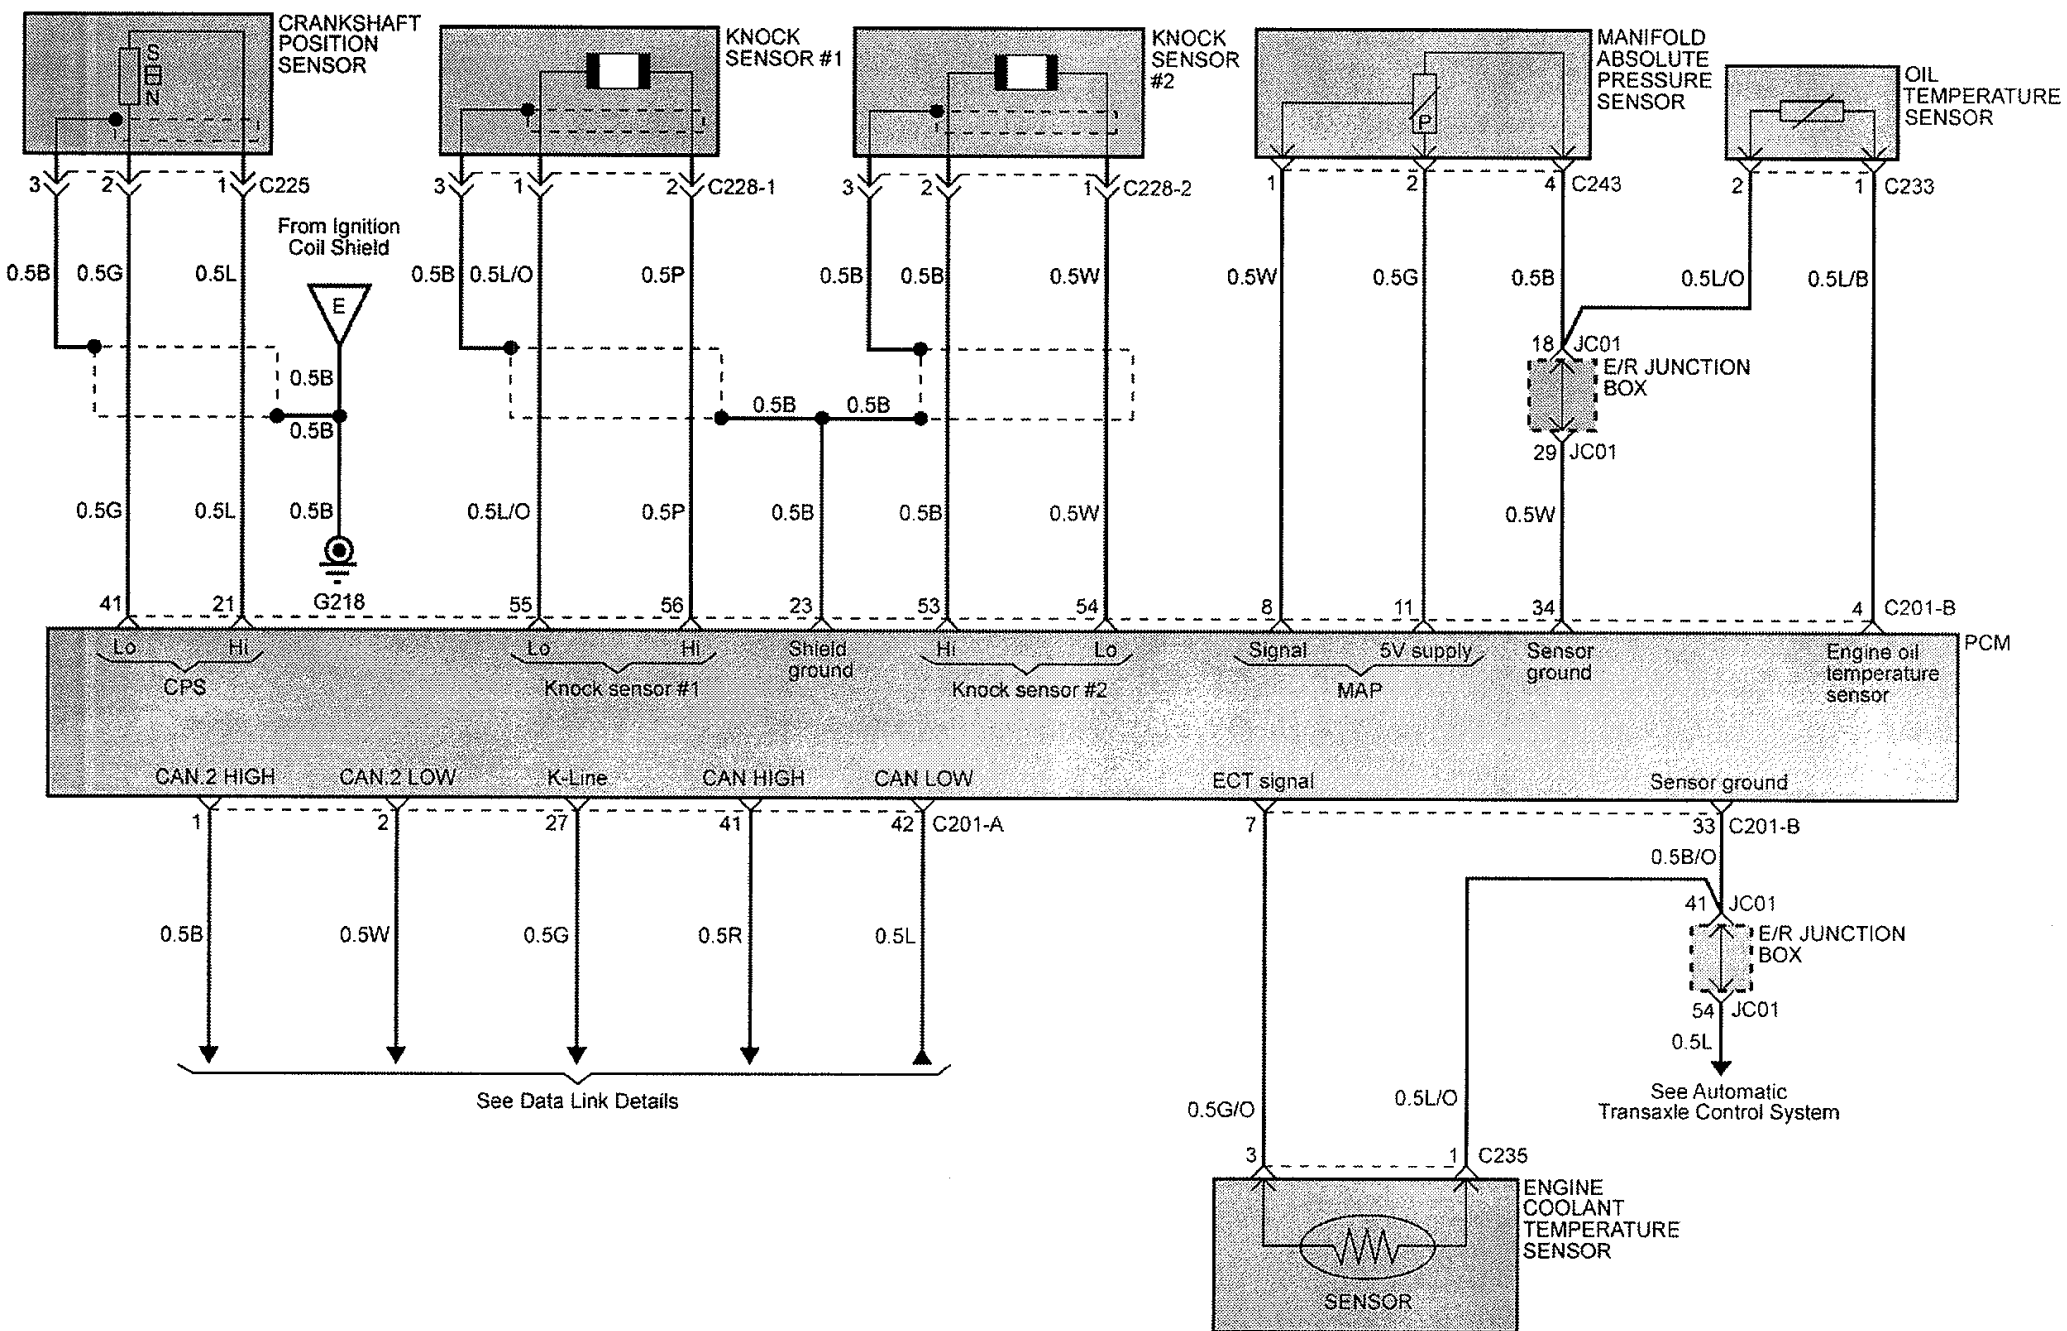 CRANKSHAFT
POSITION
SENSOR
S
N
KNOCK
SENSOR #1
KNOCK
SENSOR
#2
MANIFOLD
ABSOLUTE
PRESSURE
SENSOR
P
OIL
TEMPERATURE
SENSOR
3 2 1 C225
3 1 2 C228-1
3 2 1 C228-2
1 2 4 C243
2 1 C233
From Ignition
Coil Shield
E
0.5B 0.5G 0.5L
0.5B 0.5L/O 0.5P
0.5B 0.5B 0.5W
0.5W 0.5G 0.5B
0.5L/O 0.5L/B
18 JC01
E/R JUNCTION
BOX
29 JC01
0.5B
0.5B
0.5B 0.5B
0.5G 0.5L 0.5B 0.5L/O 0.5P 0.5B 0.5B 0.5W 0.5W
G218
41 21 55 56 23 53 54 8 11 34 4 C201-B
PCM
Lo Hi
CPS
Lo Hi
Knock sensor #1
Shield
ground
Hi Lo
Knock sensor #2
Signal 5V supply
MAP
Sensor
ground
Engine oil
temperature
sensor
CAN.2 HIGH CAN.2 LOW K-Line CAN HIGH CAN LOW ECT signal Sensor ground
1 2 27 41 42 C201-A
7 33 C201-B
0.5B/O
41 JC01
E/R JUNCTION
BOX
54 JC01
0.5L
0.5B 0.5W 0.5G 0.5R 0.5L
See Data Link Details
See Automatic
Transaxle Control System
0.5G/O 0.5L/O
3 1 C235
ENGINE
COOLANT
TEMPERATURE
SENSOR
SENSOR